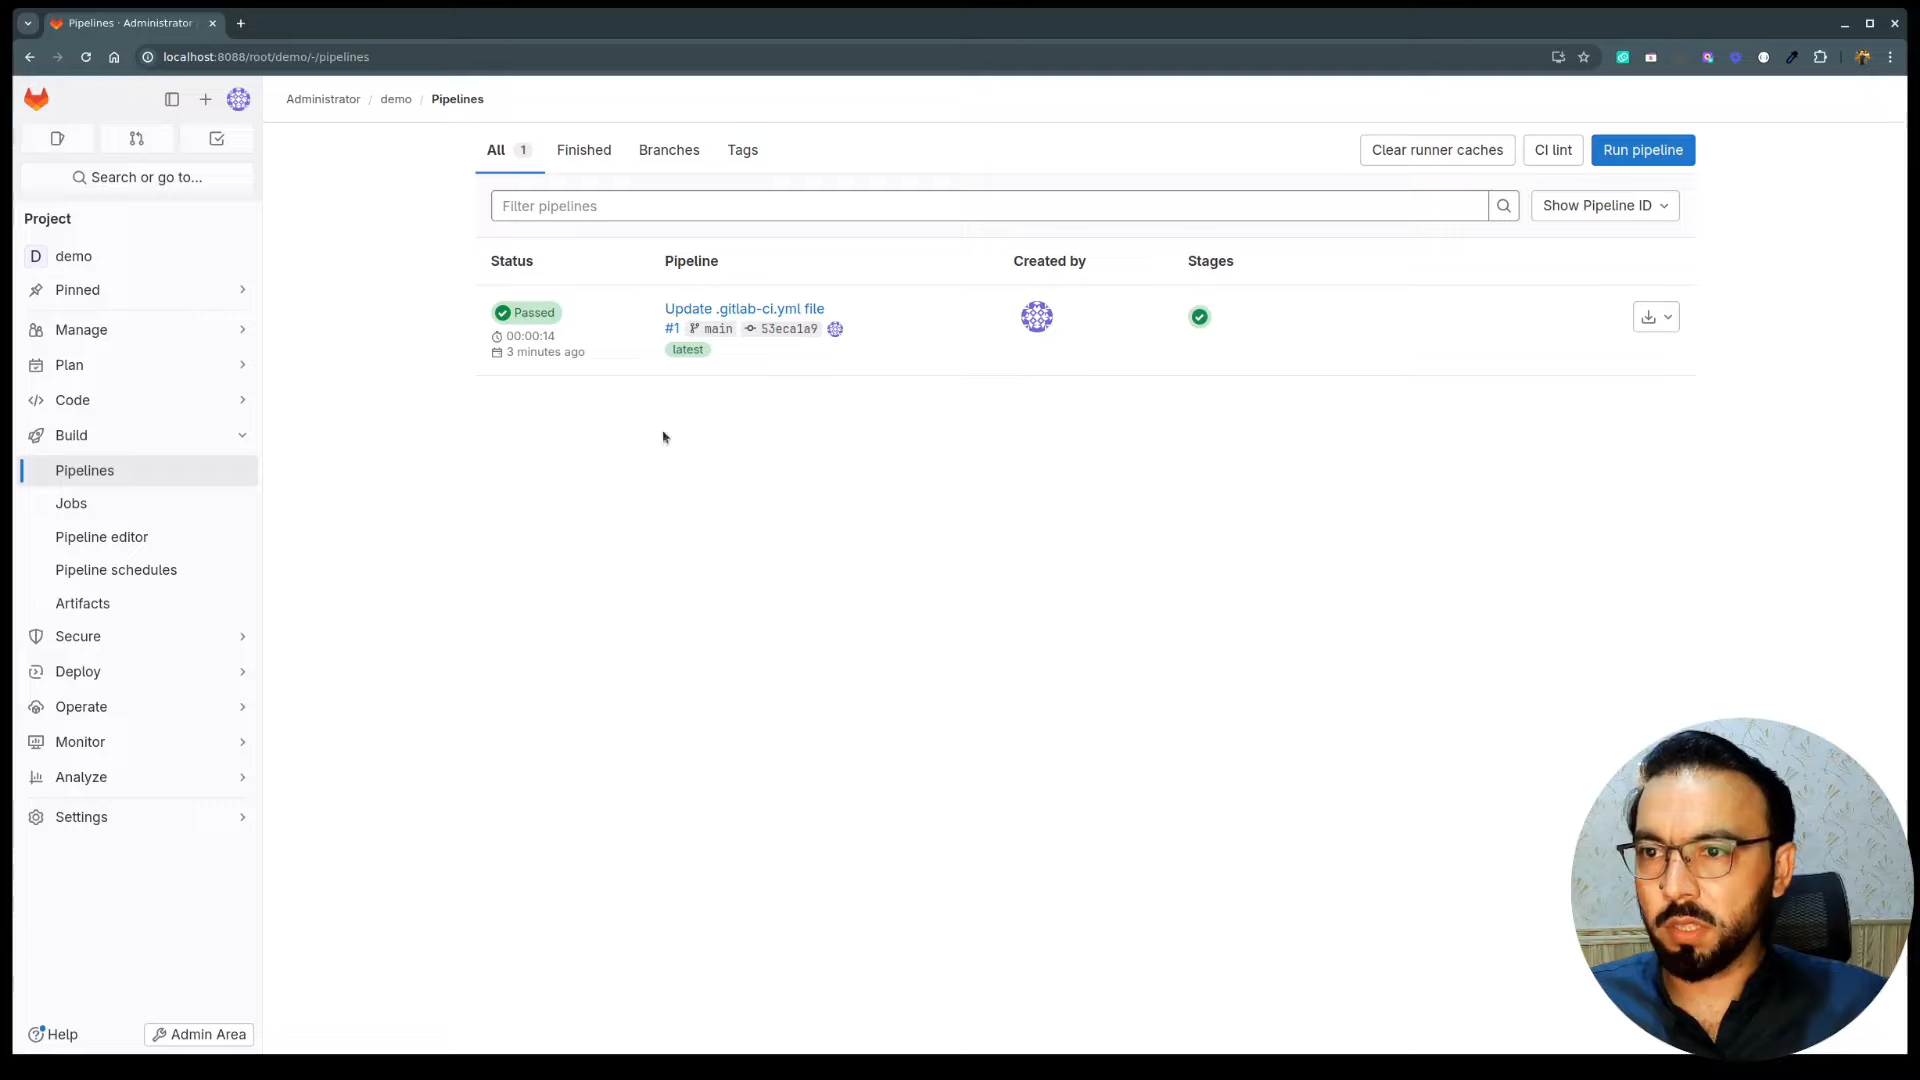 Pipelines · Administrator
localhost:8088/root/demo/-/pipelines
Administrator / demo / Pipelines
Search or go to...
Project
D demo
Pinned
Manage
Plan
Code
Build
Pipelines
Jobs
Pipeline editor
Pipeline schedules
Artifacts
Secure
Deploy
Operate
Monitor
Analyze
Settings
Help
Admin Area
All 1 Finished Branches Tags
Clear runner caches CI lint Run pipeline
Filter pipelines
Show Pipeline ID
Status Pipeline Created by Stages
Passed
00:00:14
3 minutes ago
Update .gitlab-ci.yml file
#1 main 53eca1a9
latest